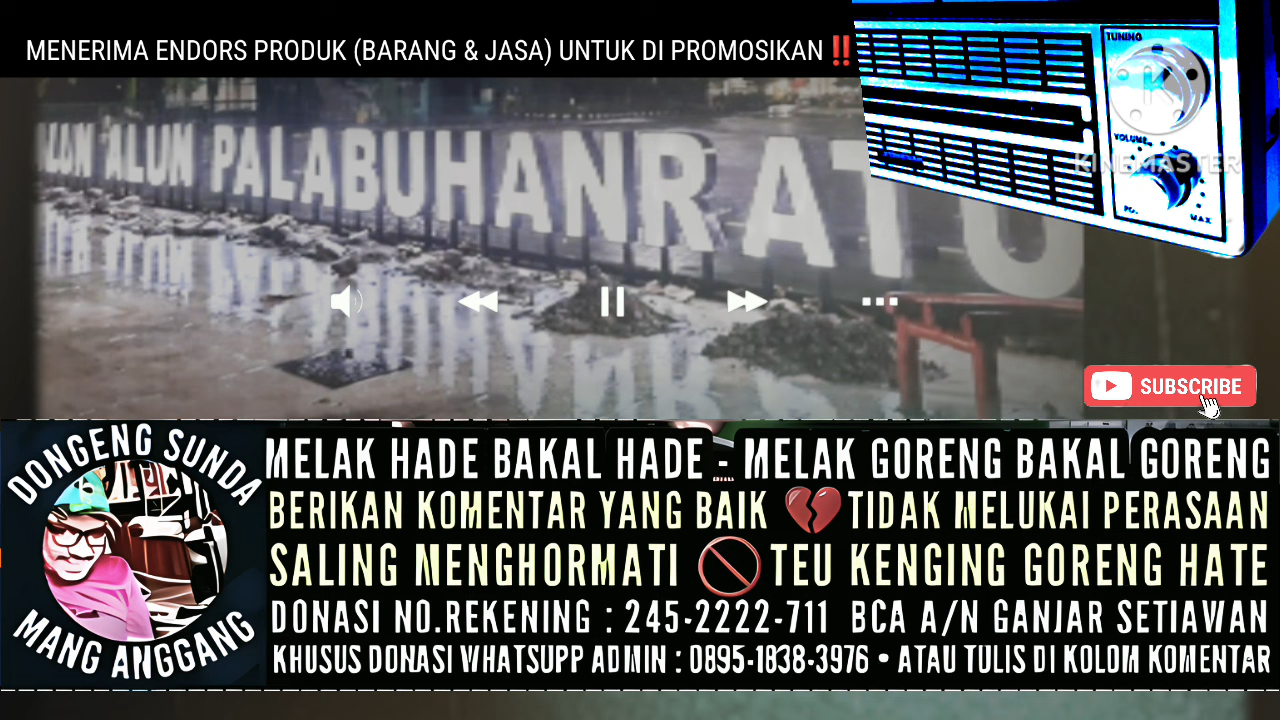 MENERIMA ENDORS PRODUK (BARANG & JASA) UNTUK DI PROMOSIKAN ‼️
TUNING
KINEMASTER
VOLUME
MAX
ALUN PALABUHANRATU
SUBSCRIBE
DONGENG SUNDA
MANG ANGGANG
MELAK HADE BAKAL HADE - MELAK GORENG BAKAL GORENG
BERIKAN KOMENTAR YANG BAIK 💔 TIDAK MELUKAI PERASAAN
SALING MENGHORMATI 🚫 TEU KENGING GORENG HATE
DONASI NO.REKENING : 245-2222-711 BCA A/N GANJAR SETIAWAN
KHUSUS DONASI WHATSUPP ADMIN : 0895-1838-3976 • ATAU TULIS DI KOLOM KOMENTAR